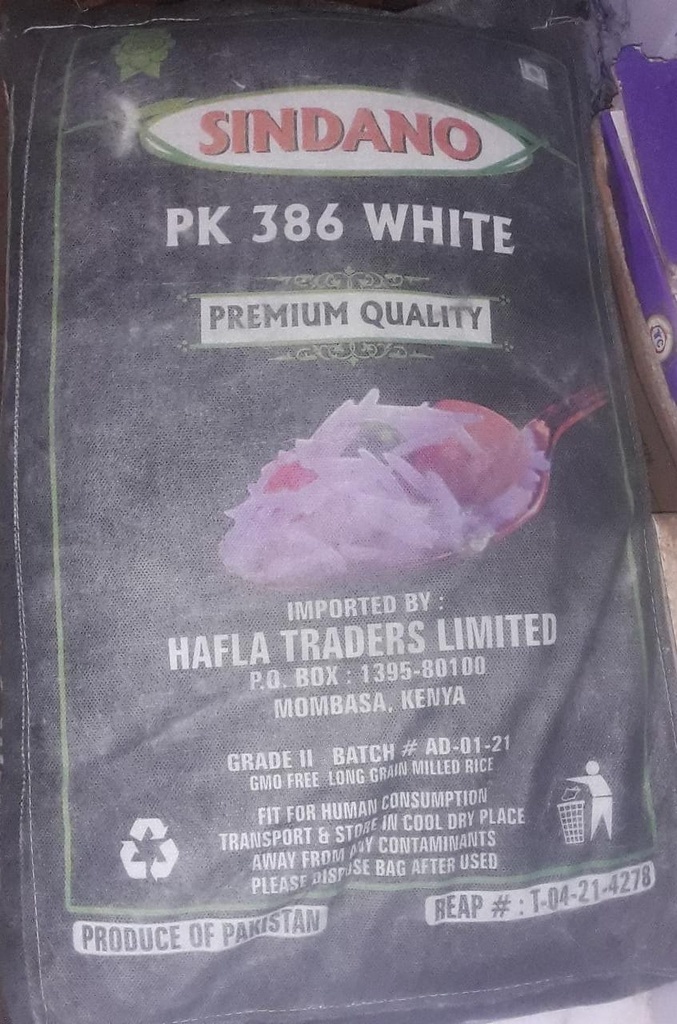 SINDANO
PK 386 WHITE
PREMIUM QUALITY
IMPORTED BY :
HAFLA TRADERS LIMITED
P.O. BOX : 1395-80100
MOMBASA, KENYA
GRADE II BATCH # AD-01-21
GMO FREE LONG GRAIN MILLED RICE
FIT FOR HUMAN CONSUMPTION
TRANSPORT & STORE IN COOL DRY PLACE
AWAY FROM ANY CONTAMINANTS
PLEASE DISPOSE BAG AFTER USED
PRODUCE OF PAKISTAN
REAP # : T-04-21-4278